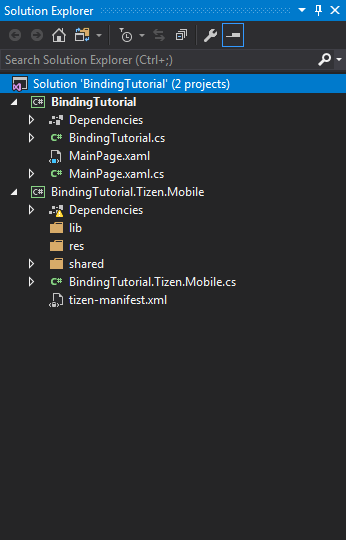 Solution Explorer
Search Solution Explorer (Ctrl+;)
Solution 'BindingTutorial' (2 projects)
C# BindingTutorial
Dependencies
C# BindingTutorial.cs
MainPage.xaml
C# MainPage.xaml.cs
C# BindingTutorial.Tizen.Mobile
Dependencies
lib
res
shared
C# BindingTutorial.Tizen.Mobile.cs
tizen-manifest.xml